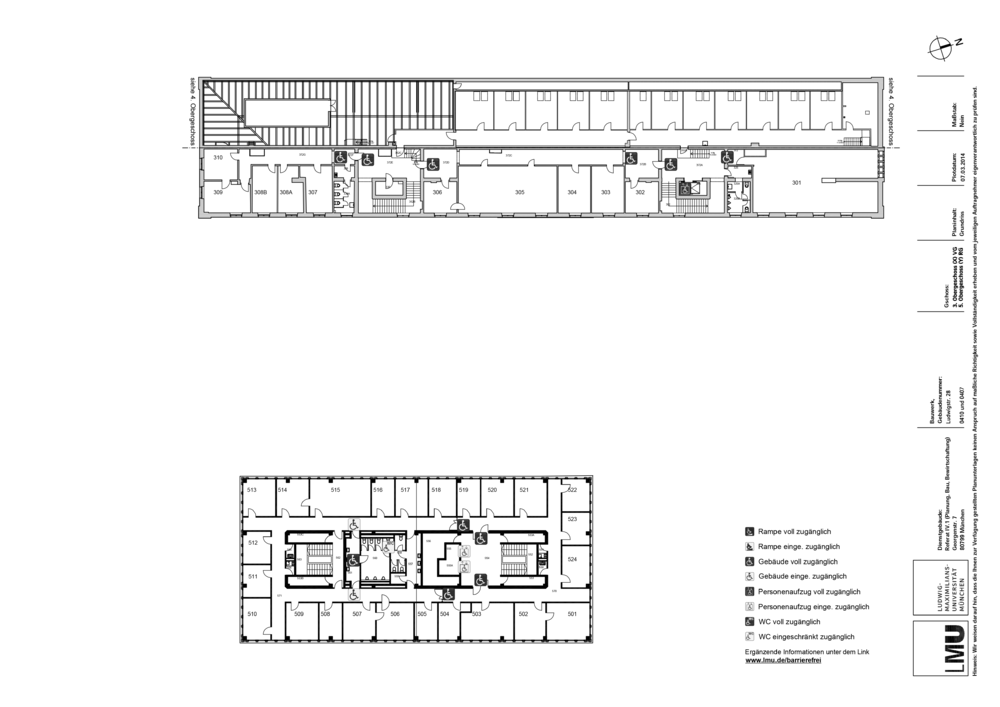 siehe 4. Obergeschoss
siehe 4. Obergeschoss
310
309
308B
308A
307
306
305
304
303
302
301
513
514
515
516
517
518
519
520
521
522
512
523
511
524
510
509
508
507
506
505
504
503
502
501
Rampe voll zugänglich
Rampe einge. zugänglich
Gebäude voll zugänglich
Gebäude einge. zugänglich
Personenaufzug voll zugänglich
Personenaufzug einge. zugänglich
WC voll zugänglich
WC eingeschränkt zugänglich
Ergänzende Informationen unter dem Link
www.lmu.de/barrierefrei
N
Maßstab:
Nein
Plotdatum:
07.03.2014
Planinhalt:
Grundriss
Gschoss:
3. Obergeschoss (X) VG
5. Obergeschoss (Y) RG
Bauwerk,
Gebäudenummer:
Ludwigstr. 28
0410 und 0407
Dienstgebäude:
Referat IV.1 (Planung, Bau, Bewirtschaftung)
Georgenstr. 7
80799 München
LUDWIG-
MAXIMILIANS-
UNIVERSITÄT
MÜNCHEN
LMU
Hinweis: Wir weisen darauf hin, dass die Ihnen zur Verfügung gestellten Planunterlagen keinen Anspruch auf maßliche Richtigkeit sowie Vollständigkeit erheben und vom jeweiligen Auftragnehmer eigenverantwortlich zu prüfen sind.